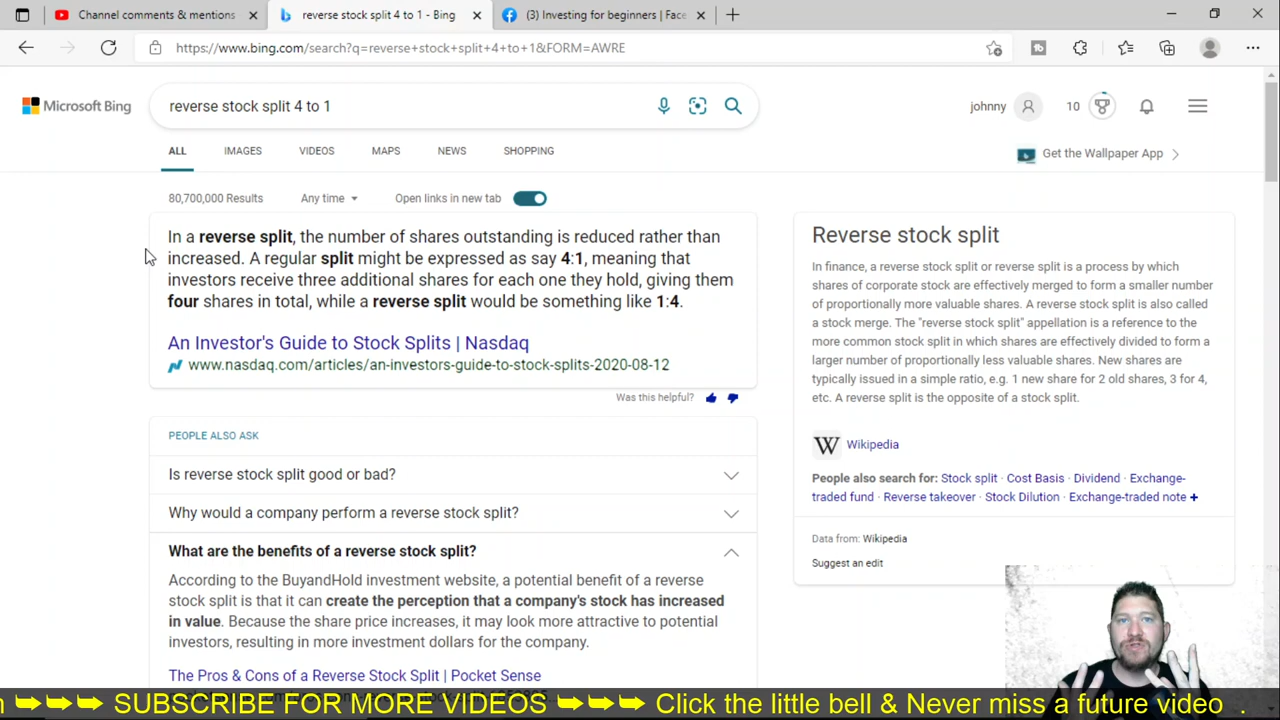 Channel comments & mentions
reverse stock split 4 to 1 - Bing
(3) Investing for beginners | Face
https://www.bing.com/search?q=reverse+stock+split+4+to+1&FORM=AWRE
Microsoft Bing
reverse stock split 4 to 1
johnny
10
ALL
IMAGES
VIDEOS
MAPS
NEWS
SHOPPING
Get the Wallpaper App
80,700,000 Results
Any time
Open links in new tab
In a reverse split, the number of shares outstanding is reduced rather than
increased. A regular split might be expressed as say 4:1, meaning that
investors receive three additional shares for each one they hold, giving them
four shares in total, while a reverse split would be something like 1:4.
An Investor's Guide to Stock Splits | Nasdaq
www.nasdaq.com/articles/an-investors-guide-to-stock-splits-2020-08-12
Was this helpful?
PEOPLE ALSO ASK
Is reverse stock split good or bad?
Why would a company perform a reverse stock split?
What are the benefits of a reverse stock split?
According to the BuyandHold investment website, a potential benefit of a reverse
stock split is that it can create the perception that a company's stock has increased
in value. Because the share price increases, it may look more attractive to potential
investors, resulting in more investment dollars for the company.
The Pros & Cons of a Reverse Stock Split | Pocket Sense
Reverse stock split
In finance, a reverse stock split or reverse split is a process by which
shares of corporate stock are effectively merged to form a smaller number
of proportionally more valuable shares. A reverse stock split is also called
a stock merge. The "reverse stock split" appellation is a reference to the
more common stock split in which shares are effectively divided to form a
larger number of proportionally less valuable shares. New shares are
typically issued in a simple ratio, e.g. 1 new share for 2 old shares, 3 for 4,
etc. A reverse split is the opposite of a stock split.
W Wikipedia
People also search for: Stock split · Cost Basis · Dividend · Exchange-
traded fund · Reverse takeover · Stock Dilution · Exchange-traded note +
Data from: Wikipedia
Suggest an edit
SUBSCRIBE FOR MORE VIDEOS Click the little bell & Never miss a future video .